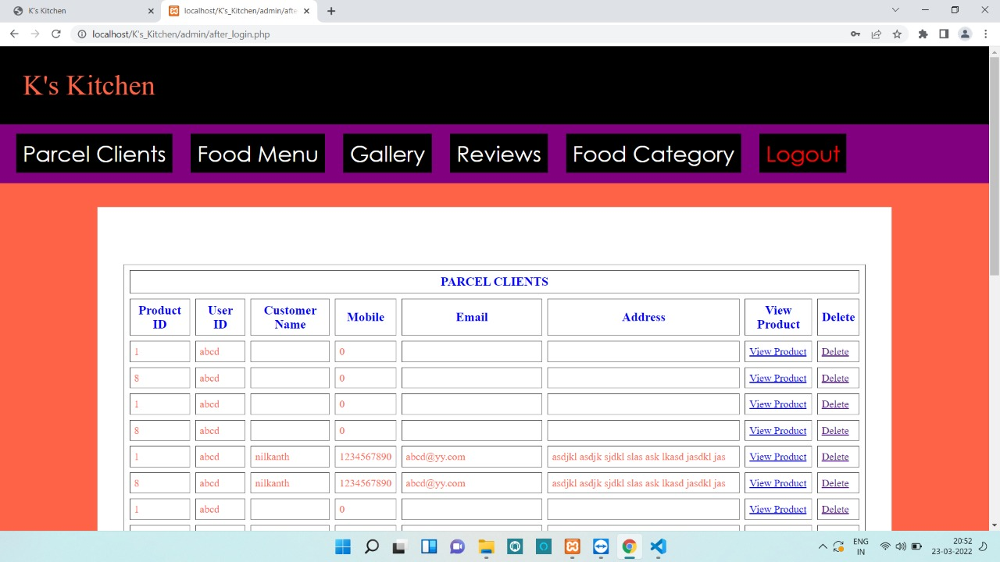 K's Kitchen
localhost/K's_Kitchen/admin/afte
localhost/K's_Kitchen/admin/after_login.php
K's Kitchen
Parcel Clients Food Menu Gallery Reviews Food Category Logout
PARCEL CLIENTS
Product ID User ID Customer Name Mobile Email Address View Product Delete
1 abcd 0 View Product Delete
8 abcd 0 View Product Delete
1 abcd 0 View Product Delete
8 abcd 0 View Product Delete
1 abcd nilkanth 1234567890 abcd@yy.com asdjkl asdjk sjdkl slas ask lkasd jasdkl jas View Product Delete
8 abcd nilkanth 1234567890 abcd@yy.com asdjkl asdjk sjdkl slas ask lkasd jasdkl jas View Product Delete
1 abcd 0 View Product Delete
ENG 20:52
IN 23-03-2022